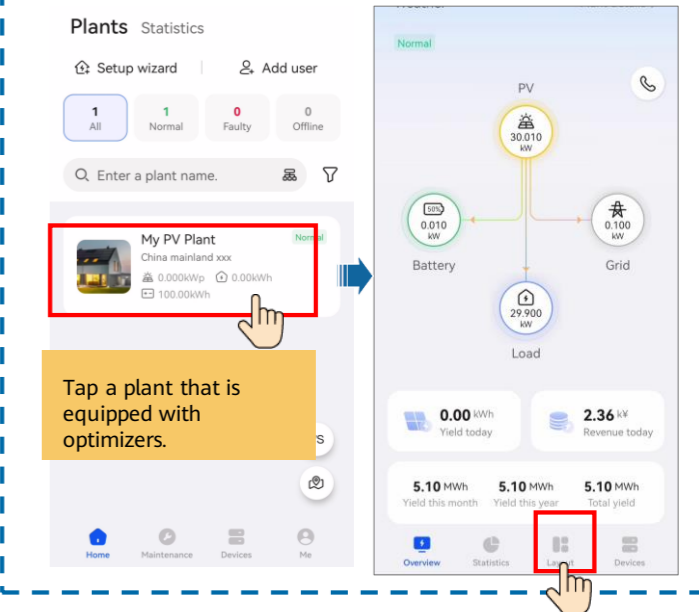 Plants Statistics
Setup wizard
Add user
1
All
1
Normal
0
Faulty
0
Offline
Enter a plant name.
My PV Plant
Normal
China mainland xxx
0.000kWp 0.00kWh
100.00kWh
Tap a plant that is
equipped with
optimizers.
Home
Maintenance
Devices
Me
Normal
PV
30.010
kW
50%
0.010
kW
Battery
0.100
kW
Grid
29.900
kW
Load
0.00 kWh
Yield today
2.36 k¥
Revenue today
5.10 MWh
Yield this month
5.10 MWh
Yield this year
5.10 MWh
Total yield
Overview
Statistics
Devices